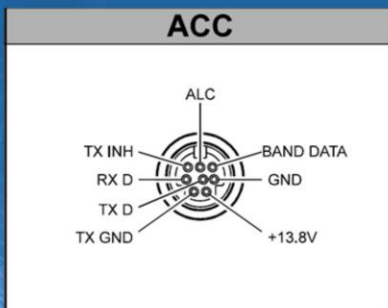 ACC
ALC
TX INH
BAND DATA
RX D
GND
TX D
TX GND
+13.8V